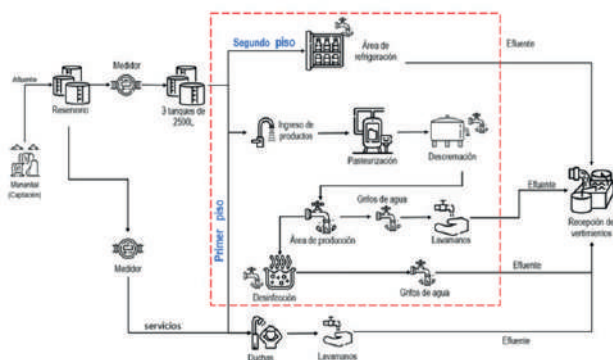 Segundo piso
Área de
refrigeración
Efluente
Medidor
Afluente
Reservorio
3 tanques de
2500L
Ingreso de
productos
Pasteurización
Descremación
Manantial
(Captación)
Primer piso
Grifos de agua
Efluente
Área de producción
Lavamanos
Recepción de
vertimientos
Medidor
Desinfección
Grifos de agua
Efluente
servicios
Duchas
Lavamanos
Efluente